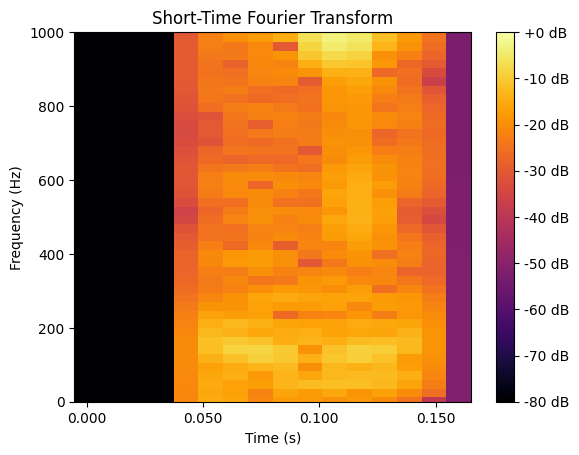 Short-Time Fourier Transform
1000
800
600
400
200
0
Frequency (Hz)
0.000
0.050
0.100
0.150
Time (s)
+0 dB
-10 dB
-20 dB
-30 dB
-40 dB
-50 dB
-60 dB
-70 dB
-80 dB